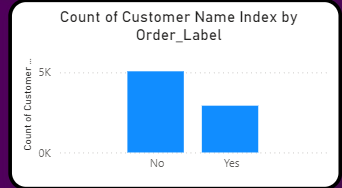 Count of Customer Name Index by
Order_Label
Count of Customer ...
5K
0K
No
Yes